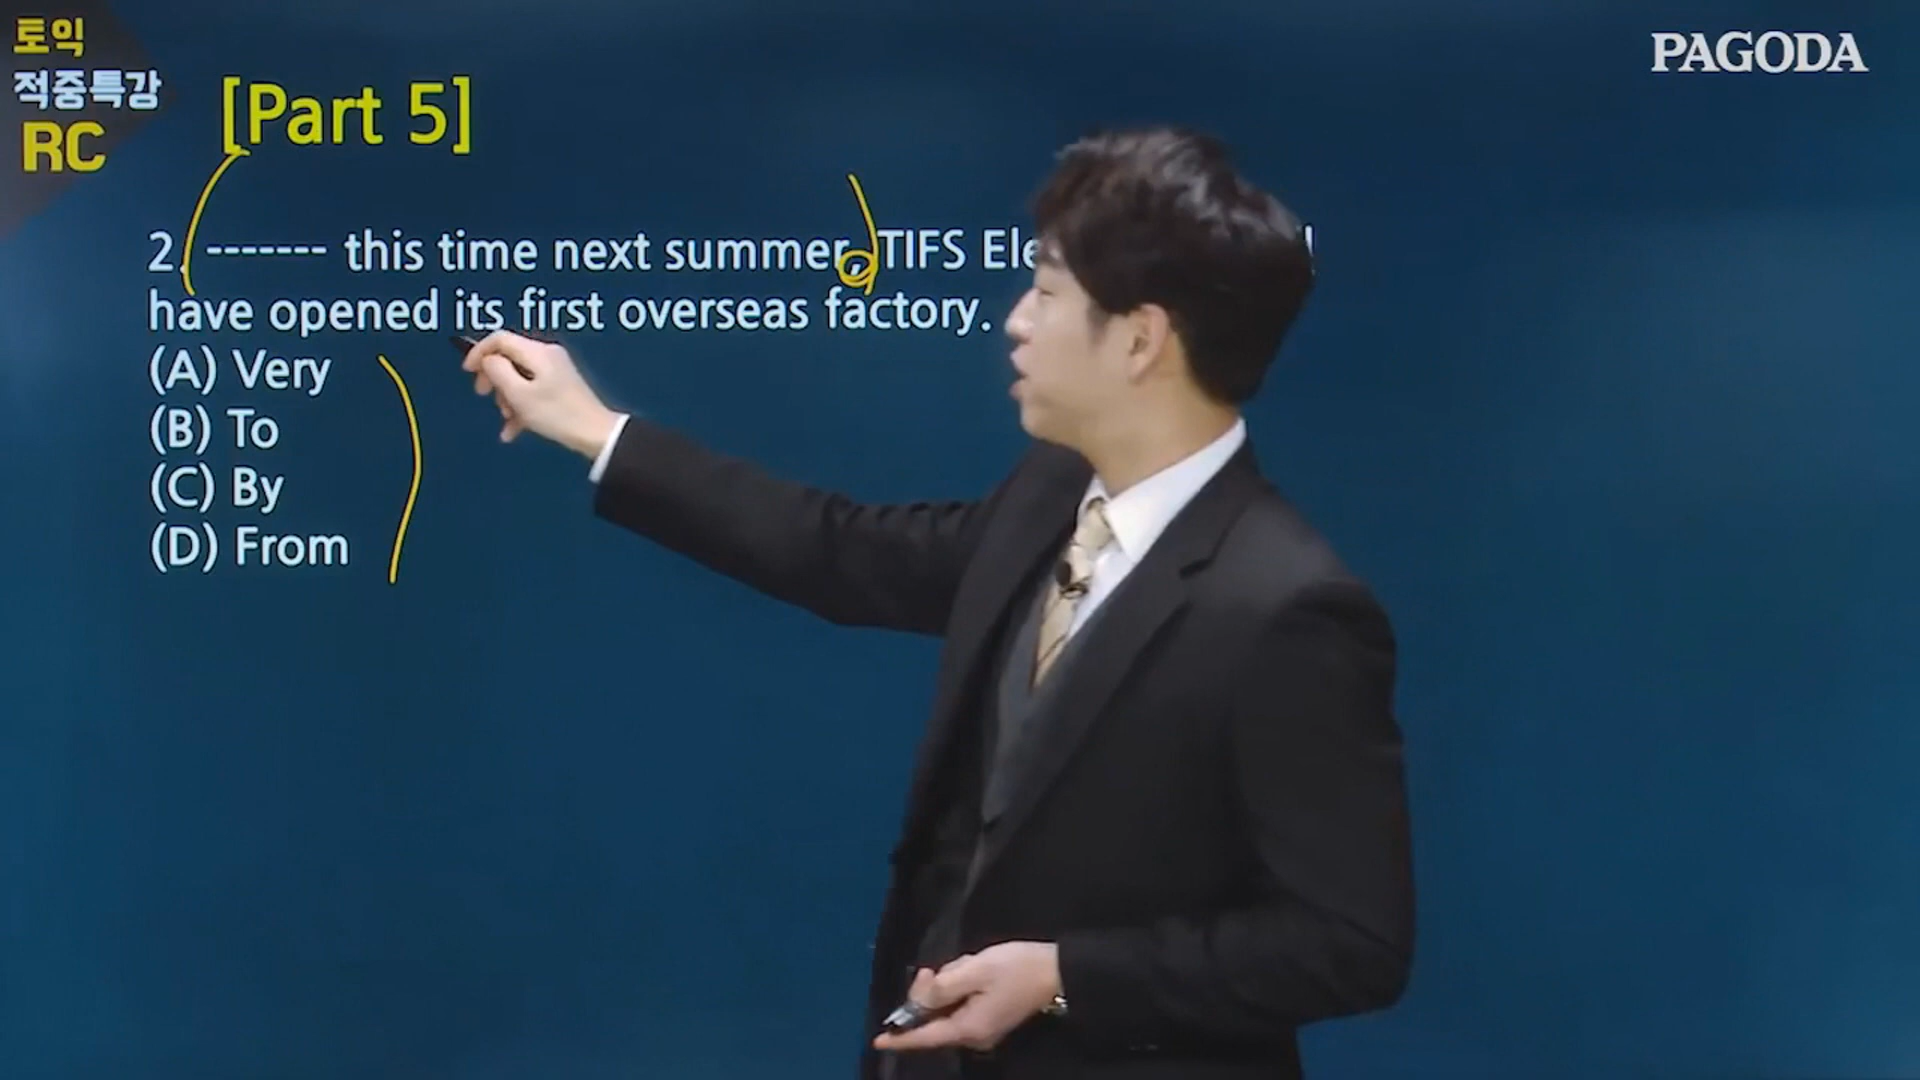 토익
적중특강
RC
PAGODA
[Part 5]
2. ------- this time next summer, TIFS
have opened its first overseas factory.
(A) Very
(B) To
(C) By
(D) From